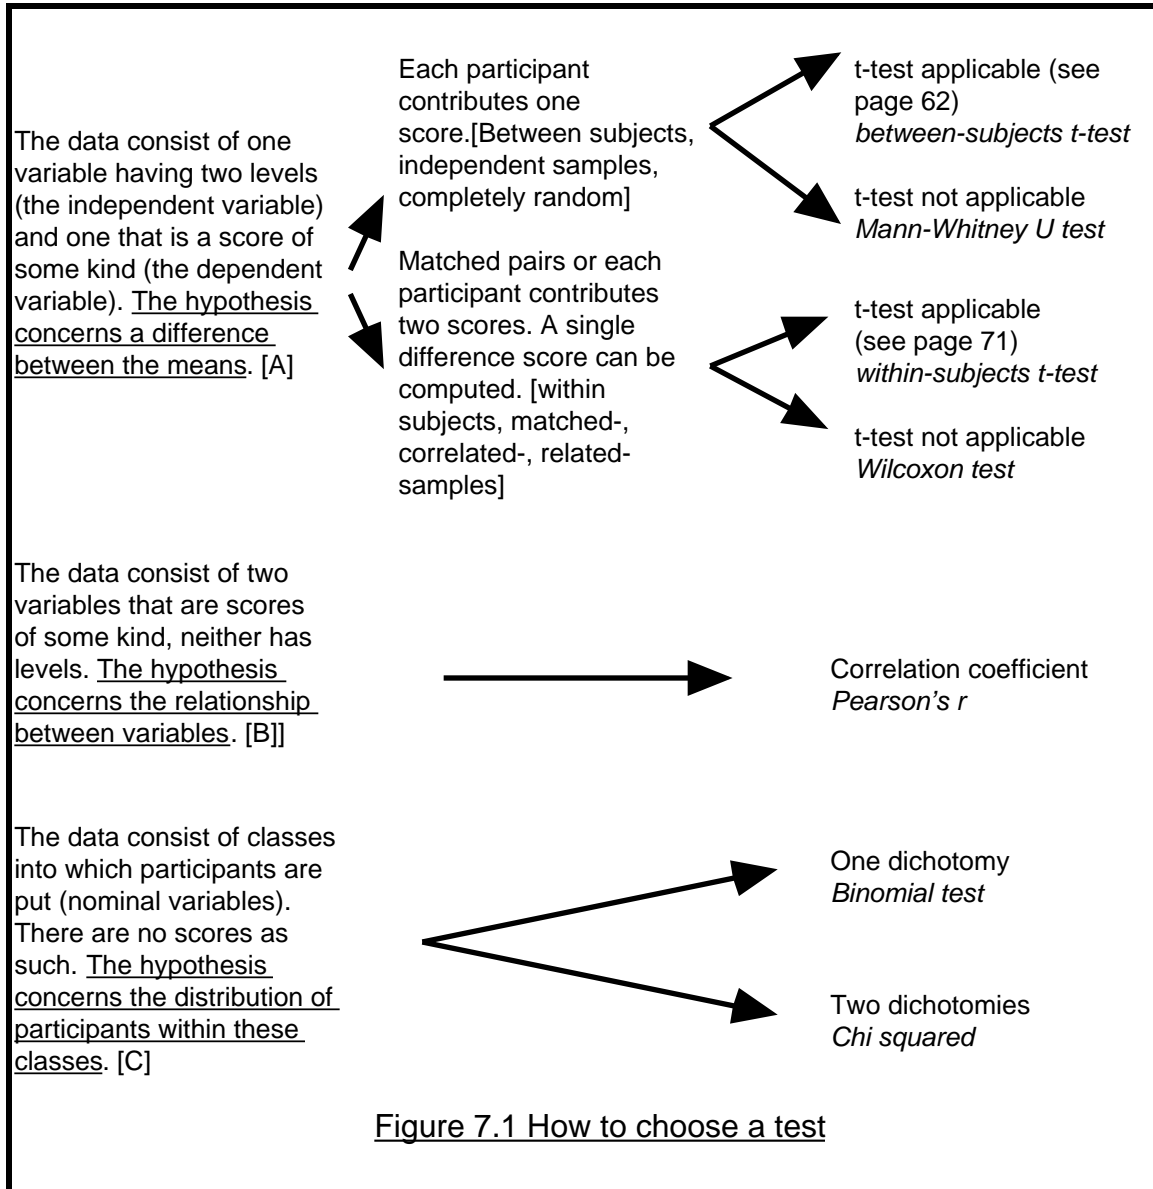 The data consist of one
variable having two levels
(the independent variable)
and one that is a score of
some kind (the dependent
variable). The hypothesis
concerns a difference
between the means. [A]
Each participant
contributes one
score.[Between subjects,
independent samples,
completely random]
t-test applicable (see
page 62)
between-subjects t-test
t-test not applicable
Mann-Whitney U test
Matched pairs or each
participant contributes
two scores. A single
difference score can be
computed. [within
subjects, matched-,
correlated-, related-
samples]
t-test applicable
(see page 71)
within-subjects t-test
t-test not applicable
Wilcoxon test
The data consist of two
variables that are scores
of some kind, neither has
levels. The hypothesis
concerns the relationship
between variables. [B]]
Correlation coefficient
Pearson's r
The data consist of classes
into which participants are
put (nominal variables).
There are no scores as
such. The hypothesis
concerns the distribution of
participants within these
classes. [C]
One dichotomy
Binomial test
Two dichotomies
Chi squared
Figure 7.1 How to choose a test